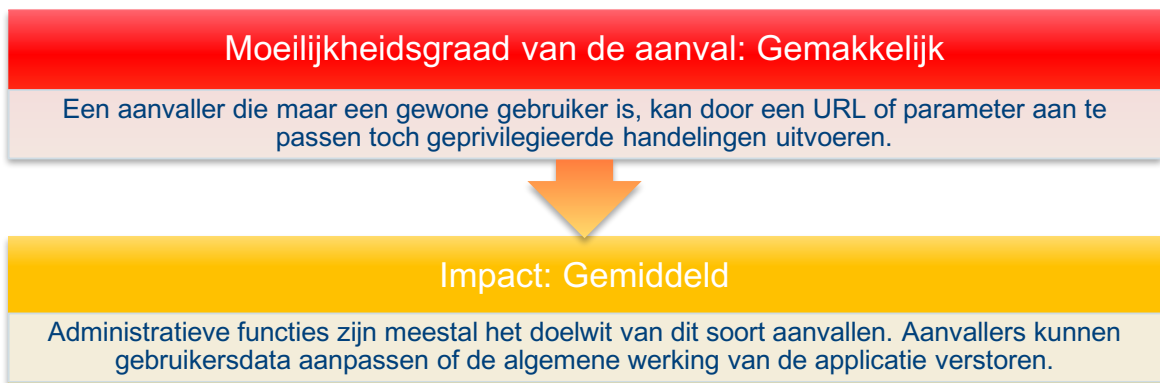 Moeilijkheidsgraad van de aanval: Gemakkelijk
Een aanvaller die maar een gewone gebruiker is, kan door een URL of parameter aan te
passen toch geprivilegieerde handelingen uitvoeren.
Impact: Gemiddeld
Administratieve functies zijn meestal het doelwit van dit soort aanvallen. Aanvallers kunnen
gebruikersdata aanpassen of de algemene werking van de applicatie verstoren.